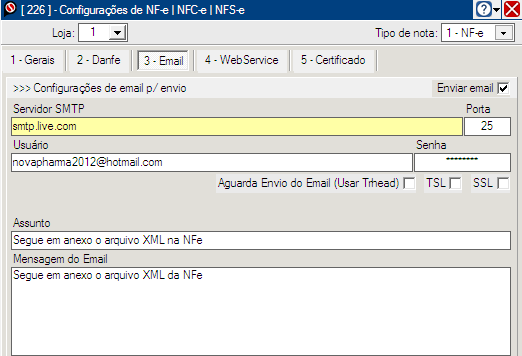 [ 226 ] - Configurações de NF-e | NFC-e | NFS-e
Loja: 1 Tipo de nota: 1 - NF-e
1 - Gerais 2 - Danfe 3 - Email 4 - WebService 5 - Certificado
>>> Configurações de email p/ envio Enviar email
Servidor SMTP Porta
smtp.live.com 25
Usuário Senha
novapharma2012@hotmail.com ********
Aguarda Envio do Email (Usar Trhead) TSL SSL
Assunto
Segue em anexo o arquivo XML na NFe
Mensagem do Email
Segue em anexo o arquivo XML da NFe